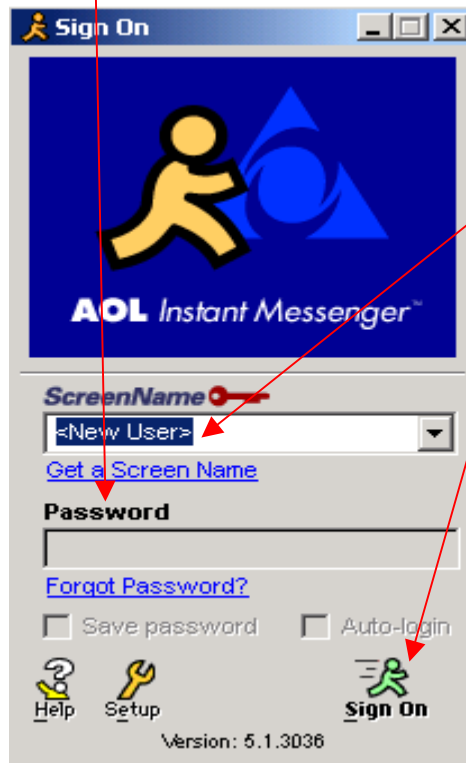 Sign On
AOL Instant Messenger™
ScreenName
<New User>
Get a Screen Name
Password
Forgot Password?
Save password Auto-login
Help Setup Sign On
Version: 5.1.3036